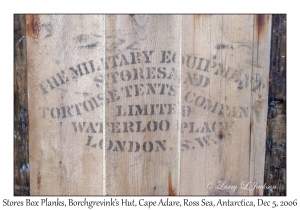 THE MILITARY EQUIPMENT
STORES AND
TORTOISE TENTS COMPANY
LIMITED
WATERLOO PLACE
LONDON. S.W.
© Larry L Jackson
Stores Box Planks, Borchgrevink's Hut, Cape Adare, Ross Sea, Antarctica, Dec 5, 2006